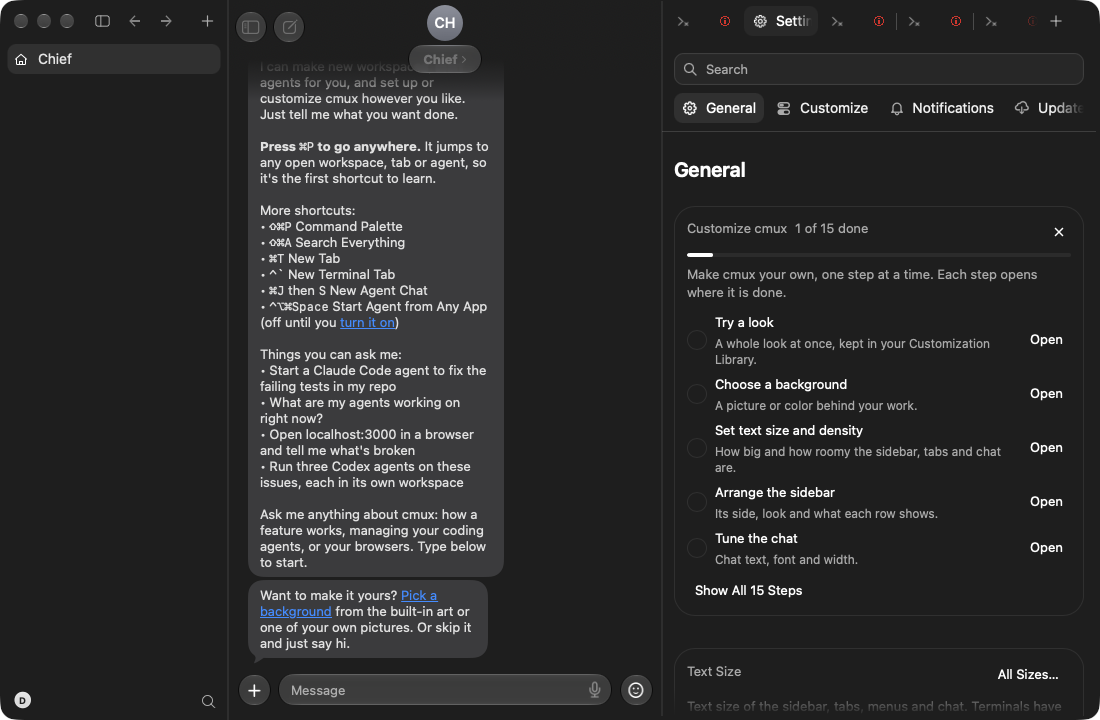 Chief
CH
Chief ›
I can make new workspa
agents for you, and set up or
customize cmux however you like.
Just tell me what you want done.
Press ⌘P to go anywhere. It jumps to
any open workspace, tab or agent, so
it's the first shortcut to learn.
More shortcuts:
• ⇧⌘P Command Palette
• ⇧⌘A Search Everything
• ⌘T New Tab
• ^` New Terminal Tab
• ⌘J then S New Agent Chat
• ^⌥⌘Space Start Agent from Any App
(off until you turn it on)
Things you can ask me:
• Start a Claude Code agent to fix the
failing tests in my repo
• What are my agents working on
right now?
• Open localhost:3000 in a browser
and tell me what's broken
• Run three Codex agents on these
issues, each in its own workspace
Ask me anything about cmux: how a
feature works, managing your coding
agents, or your browsers. Type below
to start.
Want to make it yours? Pick a
background from the built-in art or
one of your own pictures. Or skip it
and just say hi.
Message
D
Settin
Search
General
Customize
Notifications
Update
General
Customize cmux 1 of 15 done
Make cmux your own, one step at a time. Each step opens
where it is done.
Try a look
A whole look at once, kept in your Customization
Library.
Open
Choose a background
A picture or color behind your work.
Open
Set text size and density
How big and how roomy the sidebar, tabs and chat
are.
Open
Arrange the sidebar
Its side, look and what each row shows.
Open
Tune the chat
Chat text, font and width.
Open
Show All 15 Steps
Text Size
All Sizes...
Text size of the sidebar, tabs, menus and chat. Terminals have